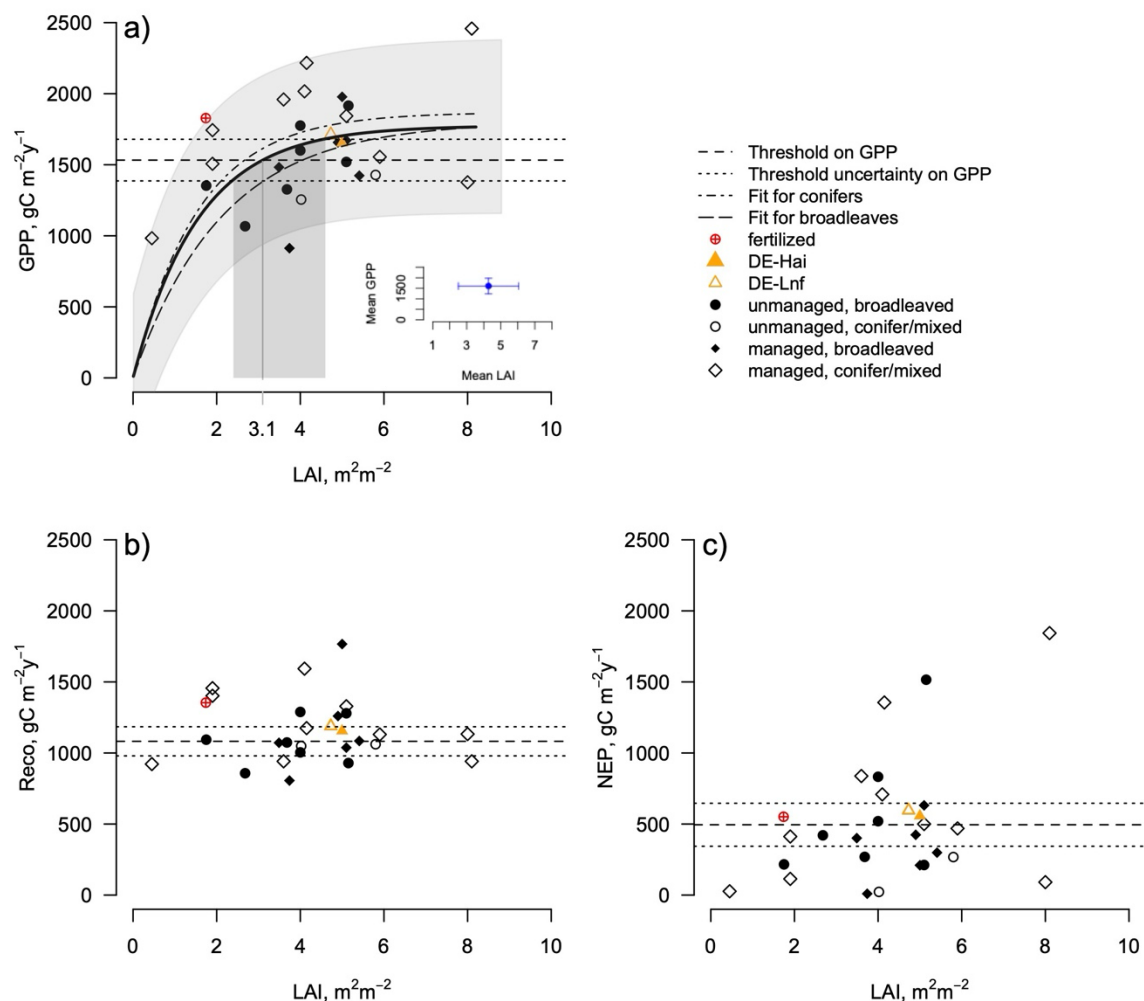 a)
2500
2000
1500
1000
500
0
GPP, gC m−2y−1
0 2 3.1 4 6 8 10
LAI, m2m−2
Mean GPP
1500
0
1 3 5 7
Mean LAI
Threshold on GPP
Threshold uncertainty on GPP
Fit for conifers
Fit for broadleaves
fertilized
DE-Hai
DE-Lnf
unmanaged, broadleaved
unmanaged, conifer/mixed
managed, broadleaved
managed, conifer/mixed
b)
2500
2000
1500
1000
500
0
Reco, gC m−2y−1
0 2 4 6 8 10
LAI, m2m−2
c)
2500
2000
1500
1000
500
0
NEP, gC m−2y−1
0 2 4 6 8 10
LAI, m2m−2